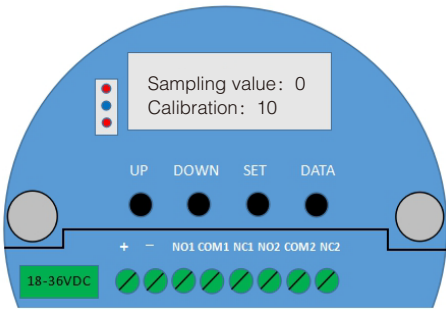 Sampling value： 0
Calibration： 10
UP DOWN SET DATA
+ − NO1 COM1 NC1 NO2 COM2 NC2
18-36VDC